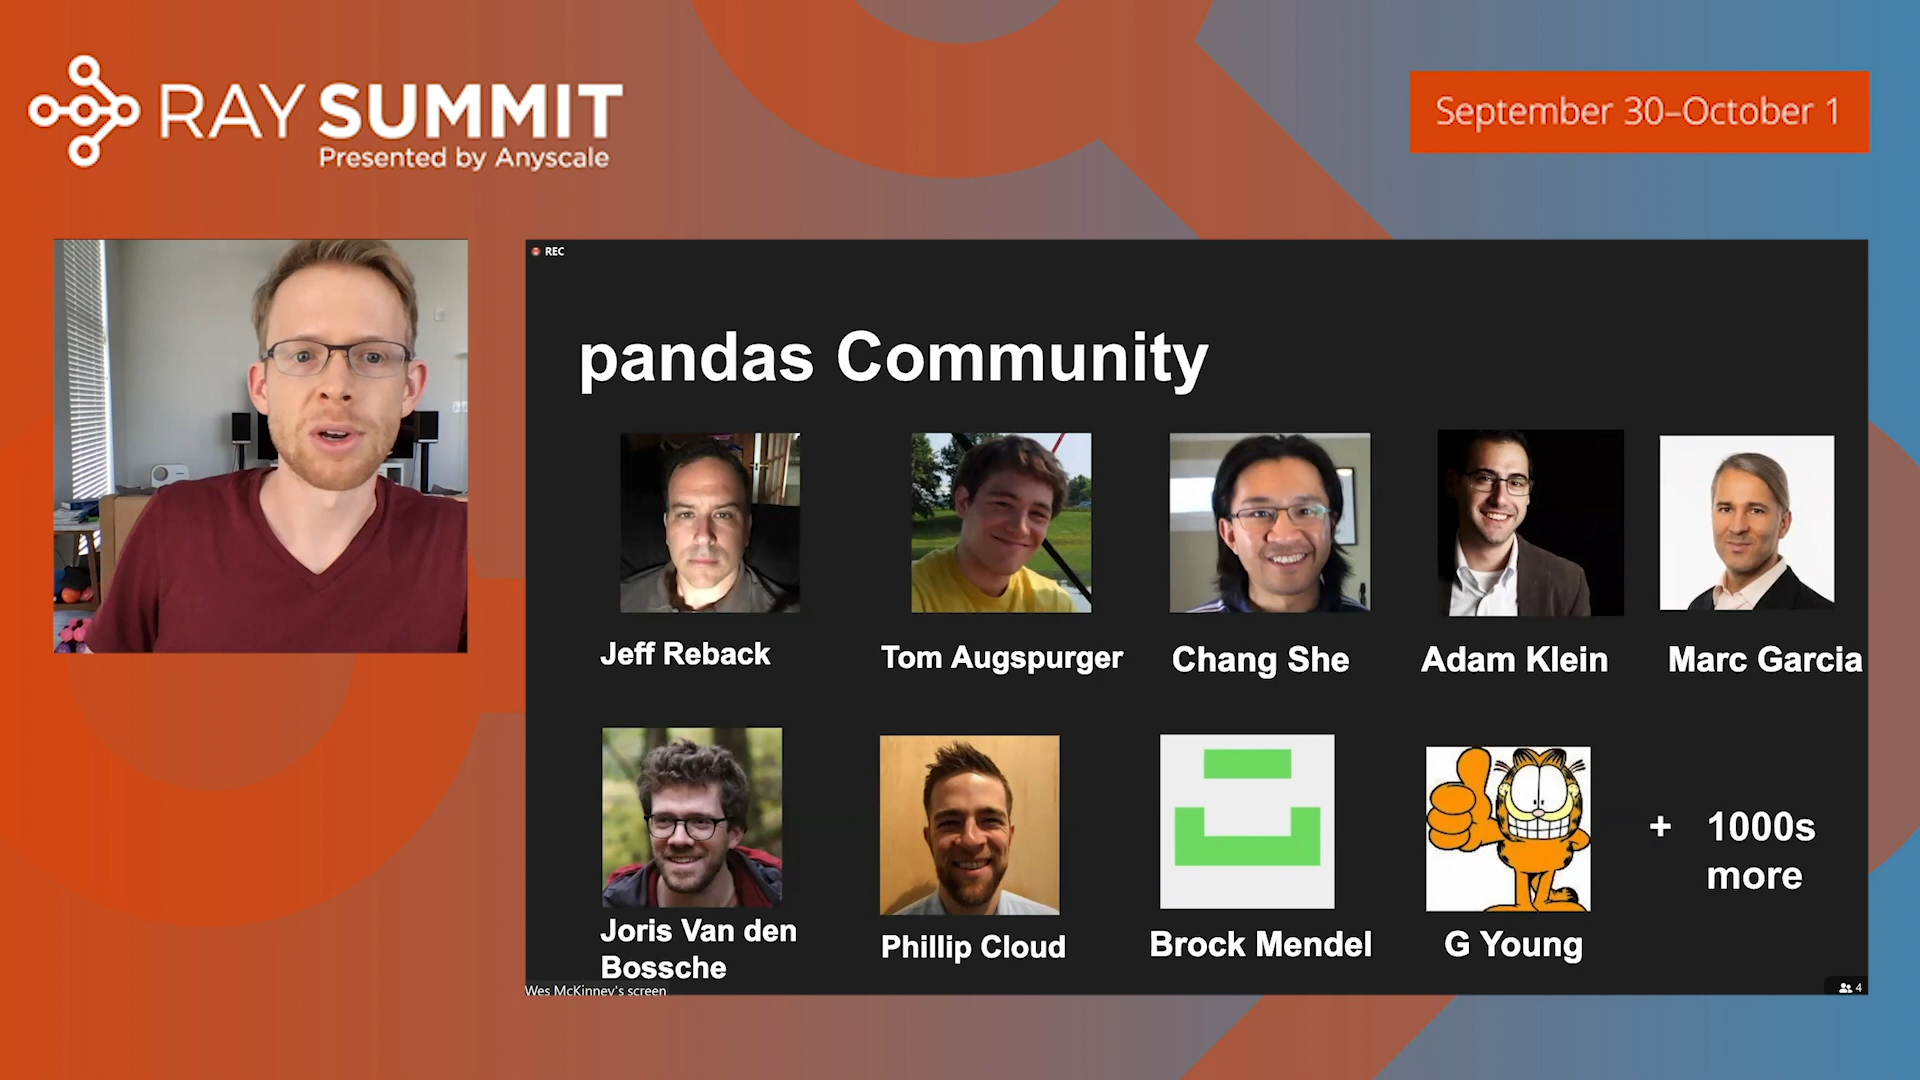 RAY SUMMIT
Presented by Anyscale
September 30–October 1
REC
pandas Community
Jeff Reback
Tom Augspurger
Chang She
Adam Klein
Marc Garcia
Joris Van den
Bossche
Phillip Cloud
Brock Mendel
G Young
+ 1000s
more
Wes McKinney's screen
4